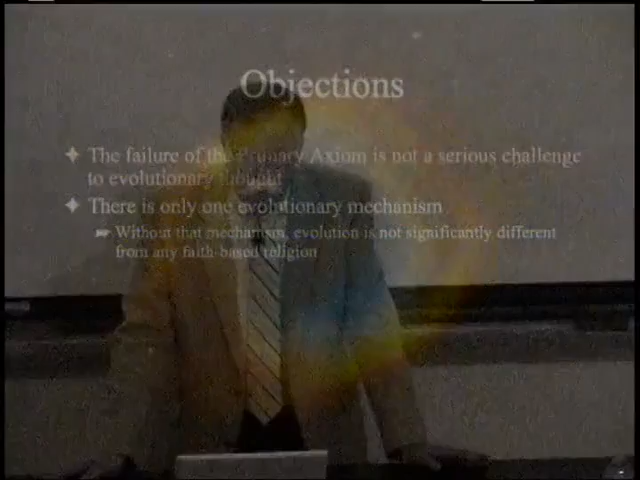 Objections
The failure of the Primary Axiom is not a serious challenge
to evolutionary thought
There is only one evolutionary mechanism
Without that mechanism, evolution is not significantly different
from any faith-based religion